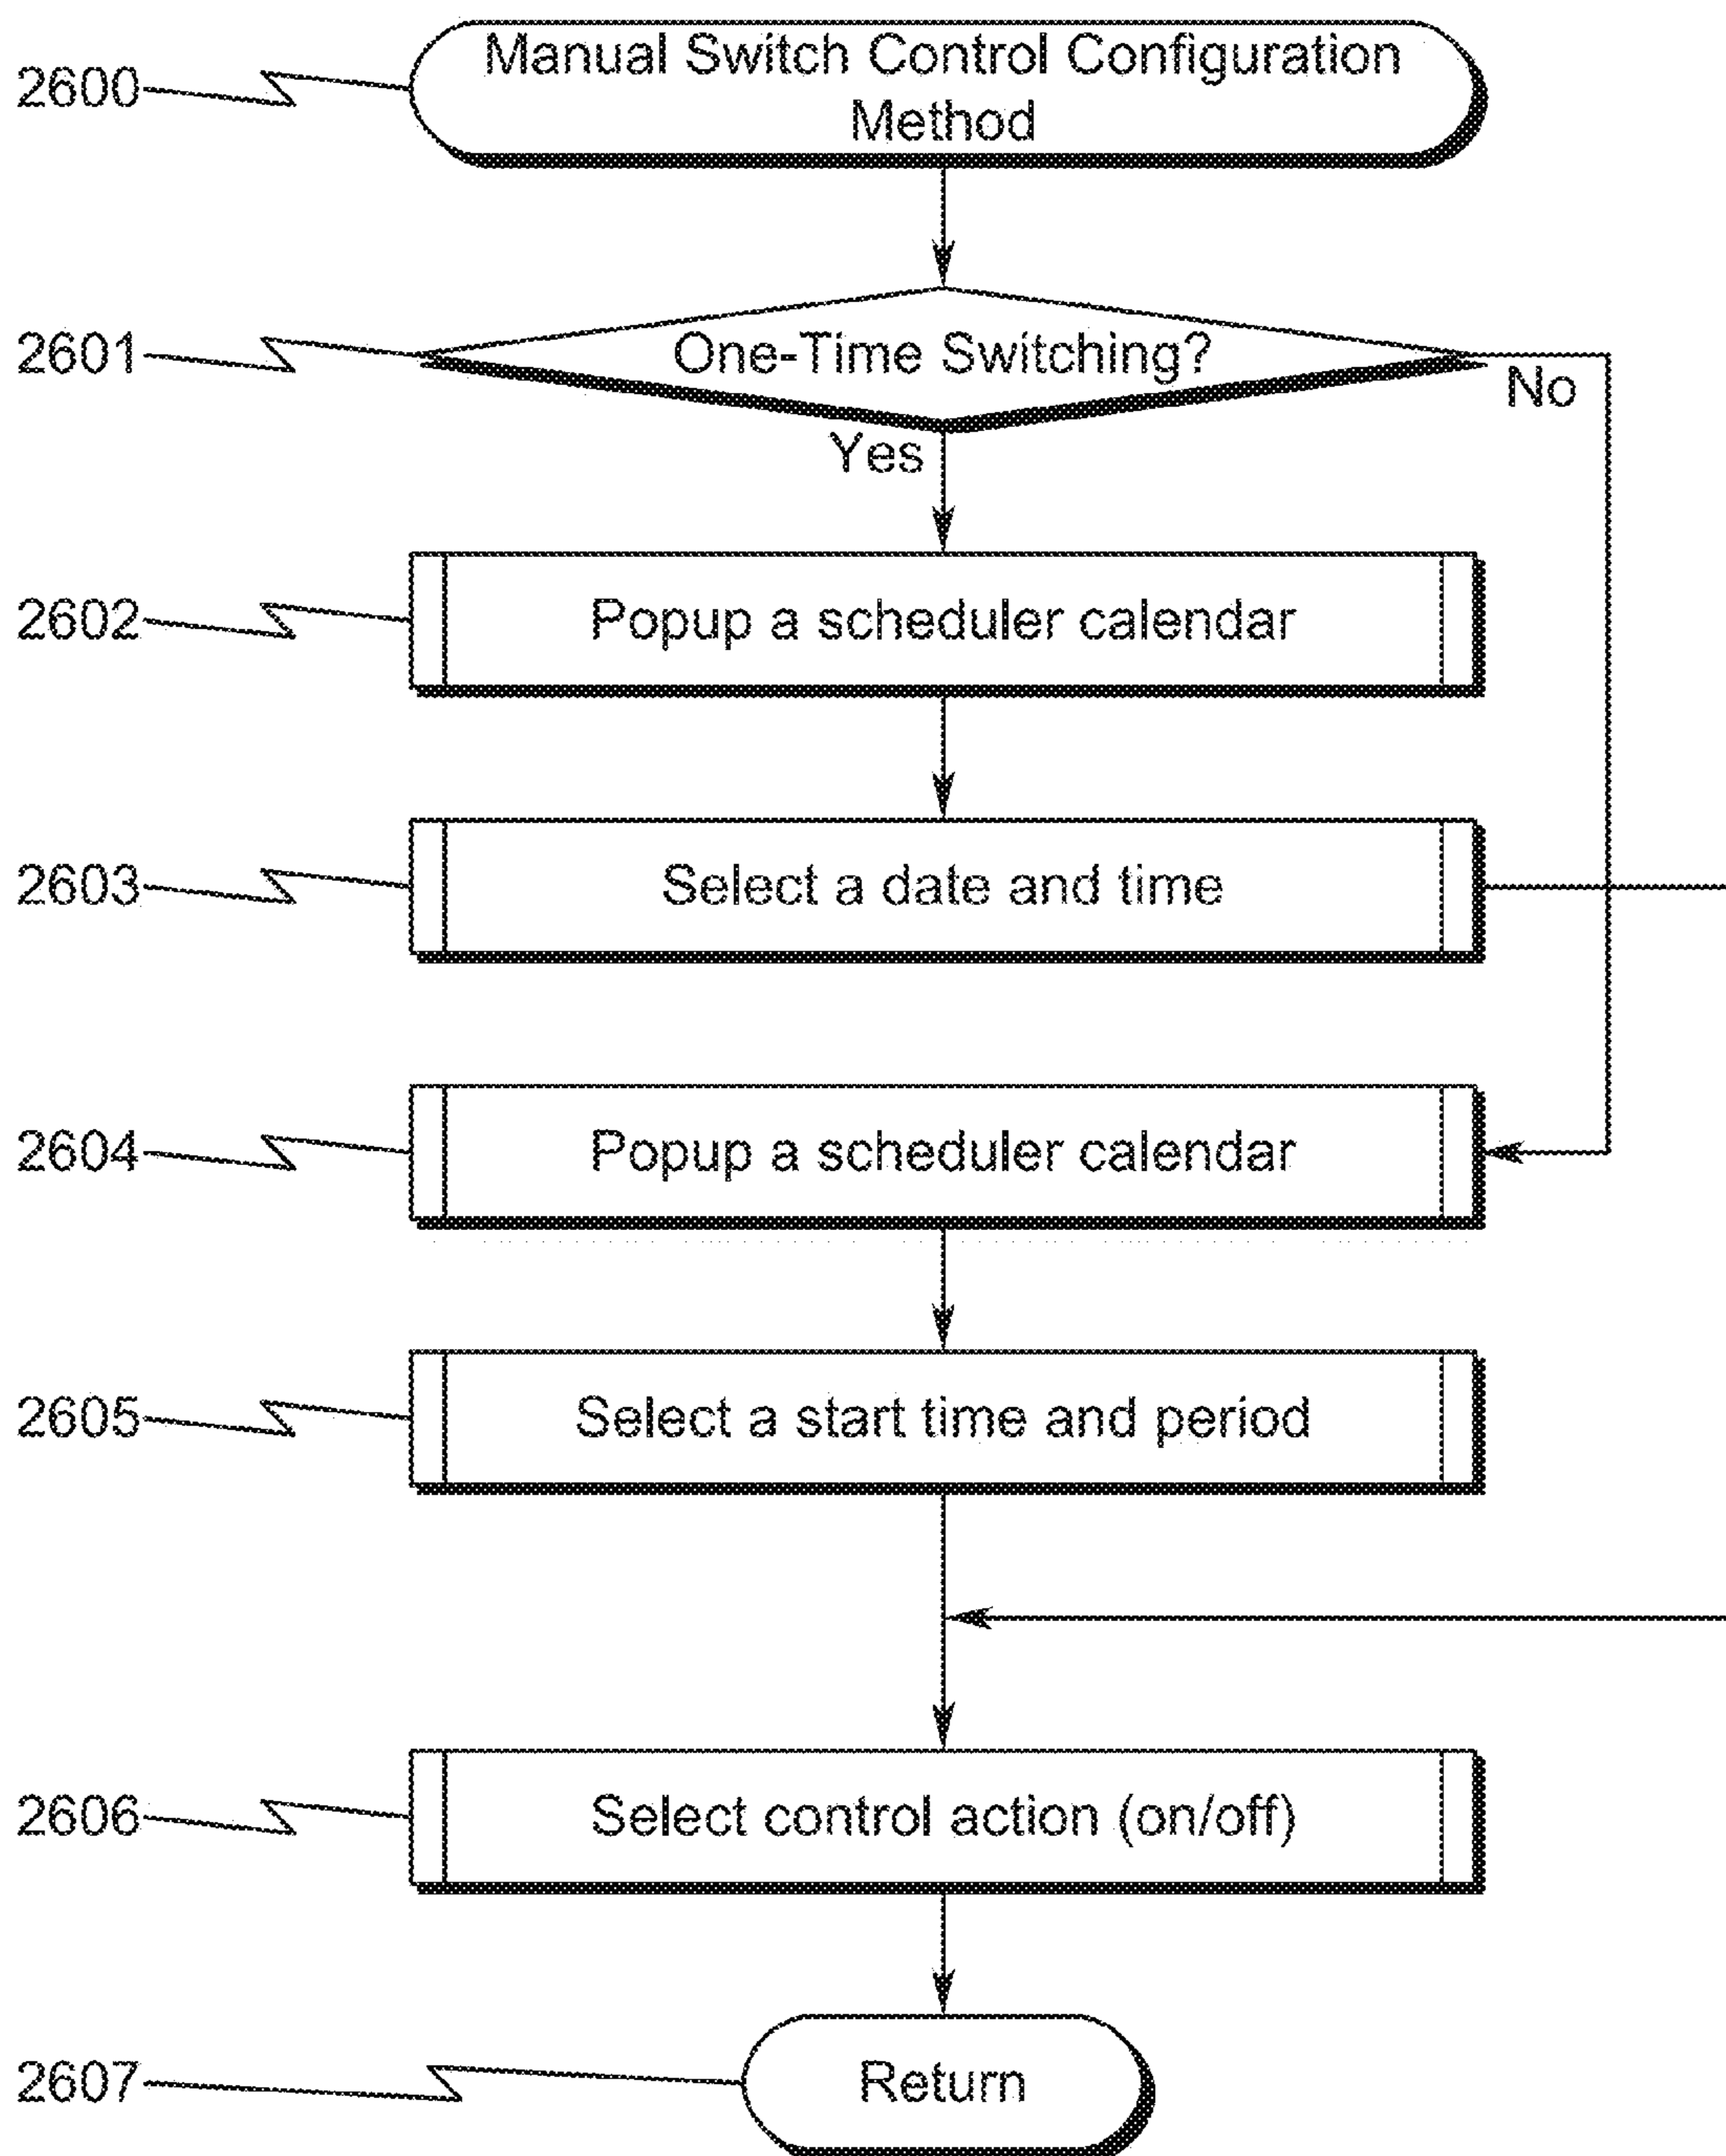 2600
Manual Switch Control Configuration
Method
2601
One-Time Switching?
No
Yes
2602
Popup a scheduler calendar
2603
Select a date and time
2604
Popup a scheduler calendar
2605
Select a start time and period
2606
Select control action (on/off)
2607
Return